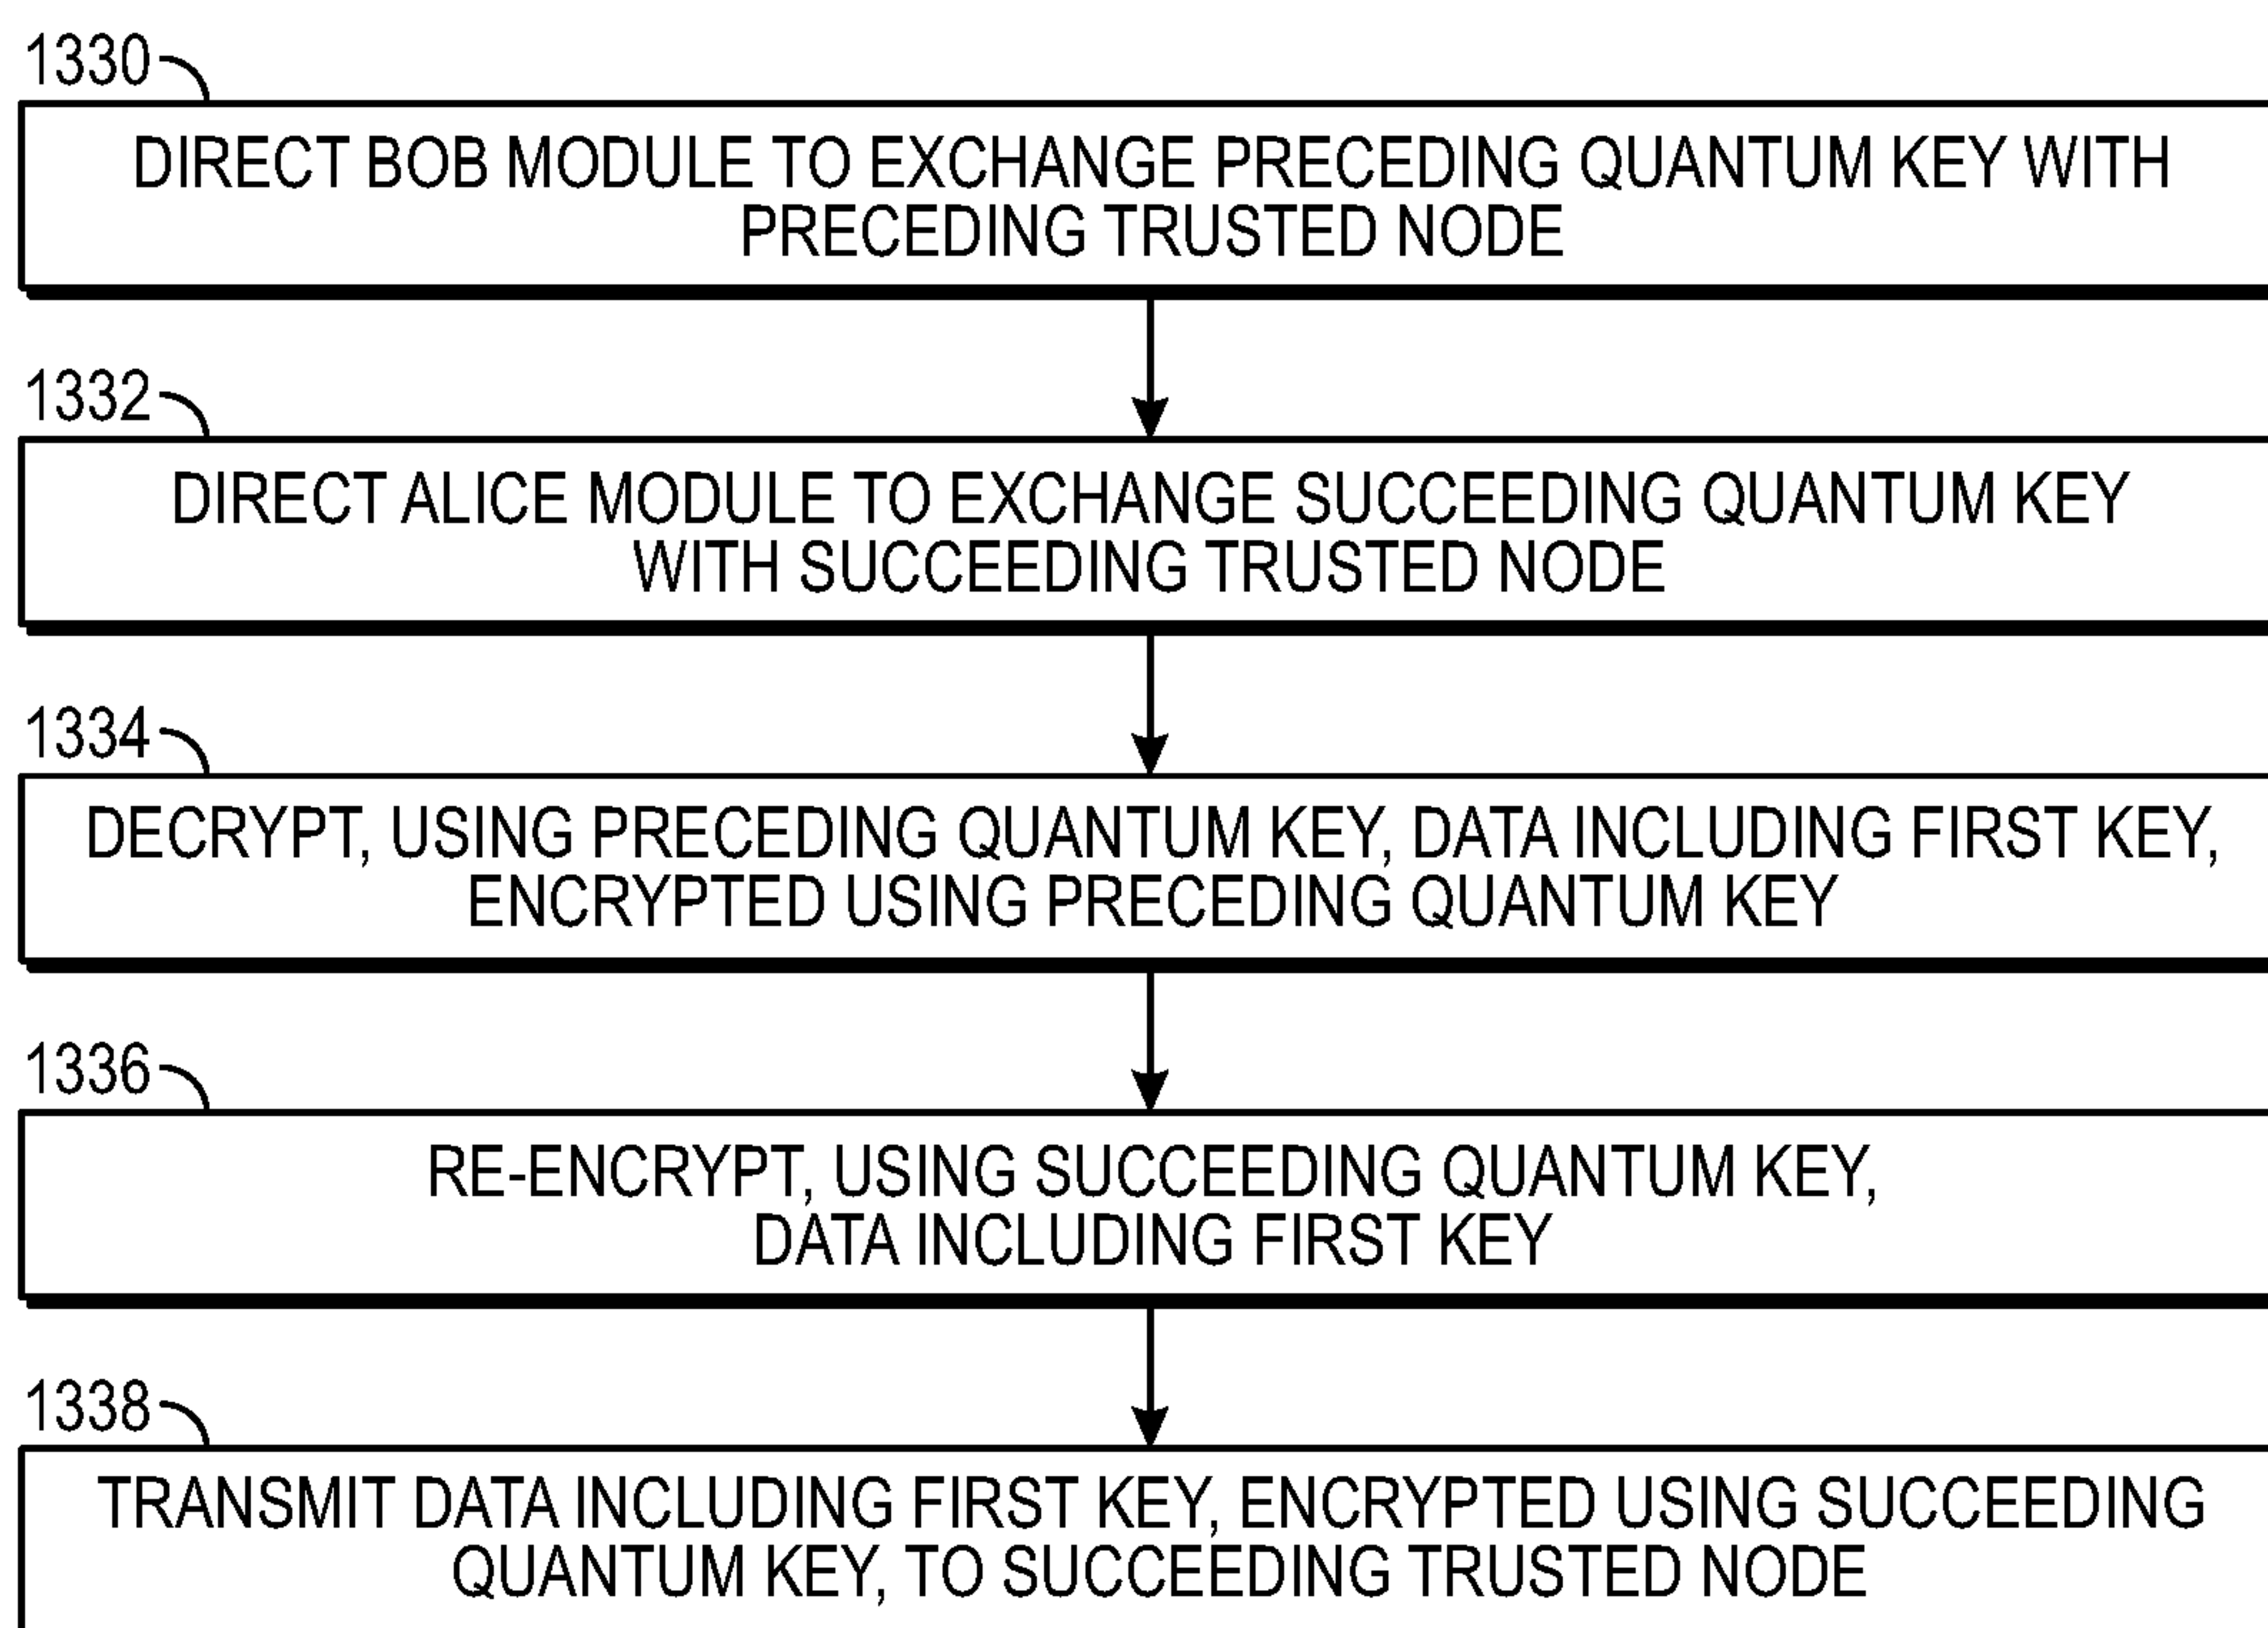 1330
DIRECT BOB MODULE TO EXCHANGE PRECEDING QUANTUM KEY WITH
PRECEDING TRUSTED NODE
1332
DIRECT ALICE MODULE TO EXCHANGE SUCCEEDING QUANTUM KEY
WITH SUCCEEDING TRUSTED NODE
1334
DECRYPT, USING PRECEDING QUANTUM KEY, DATA INCLUDING FIRST KEY,
ENCRYPTED USING PRECEDING QUANTUM KEY
1336
RE-ENCRYPT, USING SUCCEEDING QUANTUM KEY,
DATA INCLUDING FIRST KEY
1338
TRANSMIT DATA INCLUDING FIRST KEY, ENCRYPTED USING SUCCEEDING
QUANTUM KEY, TO SUCCEEDING TRUSTED NODE